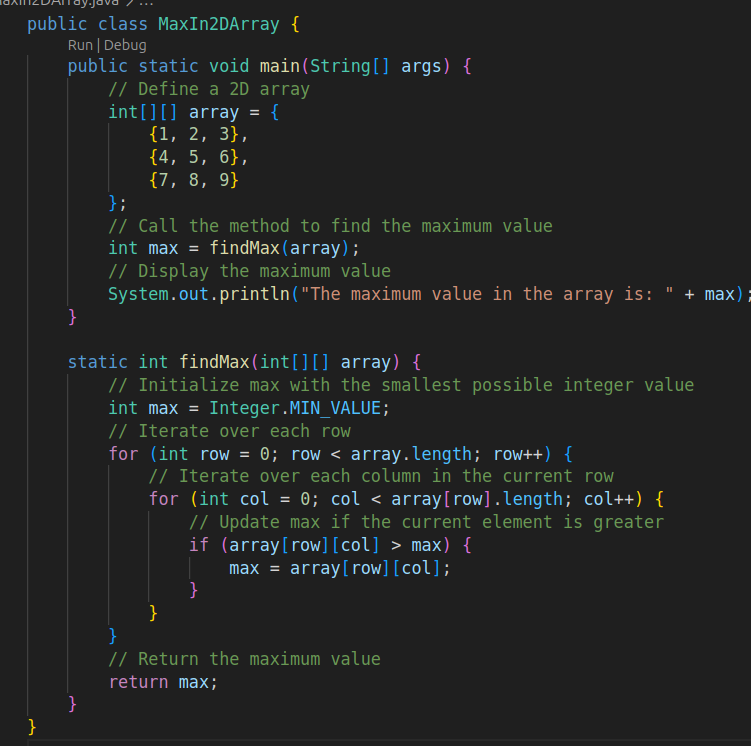 MaxIn2DArray.java > ...
public class MaxIn2DArray {
Run | Debug
public static void main(String[] args) {
// Define a 2D array
int[][] array = {
{1, 2, 3},
{4, 5, 6},
{7, 8, 9}
};
// Call the method to find the maximum value
int max = findMax(array);
// Display the maximum value
System.out.println("The maximum value in the array is: " + max);
}
static int findMax(int[][] array) {
// Initialize max with the smallest possible integer value
int max = Integer.MIN_VALUE;
// Iterate over each row
for (int row = 0; row < array.length; row++) {
// Iterate over each column in the current row
for (int col = 0; col < array[row].length; col++) {
// Update max if the current element is greater
if (array[row][col] > max) {
max = array[row][col];
}
}
}
// Return the maximum value
return max;
}
}